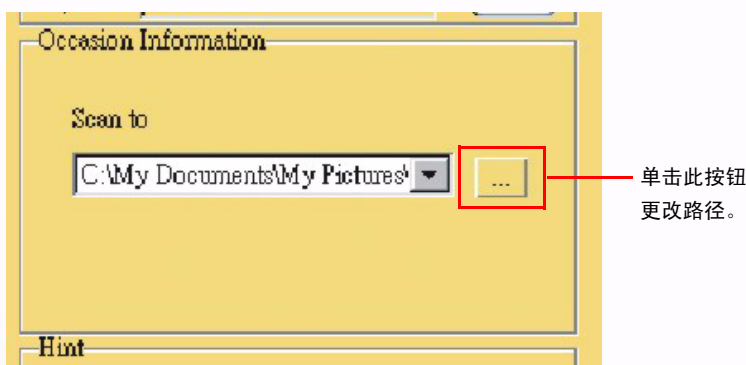 Occasion Information
Scan to
C:\My Documents\My Pictures\
...
单击此按钮
更改路径。
Hint